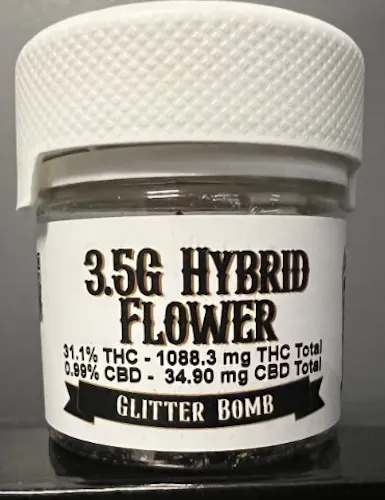 3.5G HYBRID
FLOWER
31.1% THC - 1088.3 mg THC Total
0.99% CBD - 34.90 mg CBD Total
GLITTER BOMB